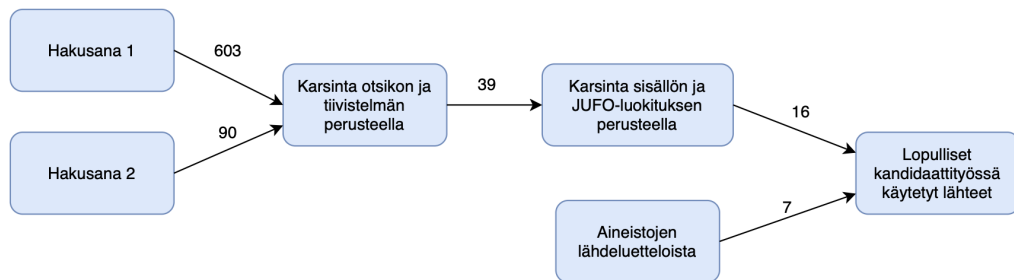 Hakusana 1
603
Hakusana 2
90
Karsinta otsikon ja
tiivistelmän
perusteella
39
Karsinta sisällön ja
JUFO-luokituksen
perusteella
16
Aineistojen
lähdeluetteloista
7
Lopulliset
kandidaattityössä
käytetyt lähteet